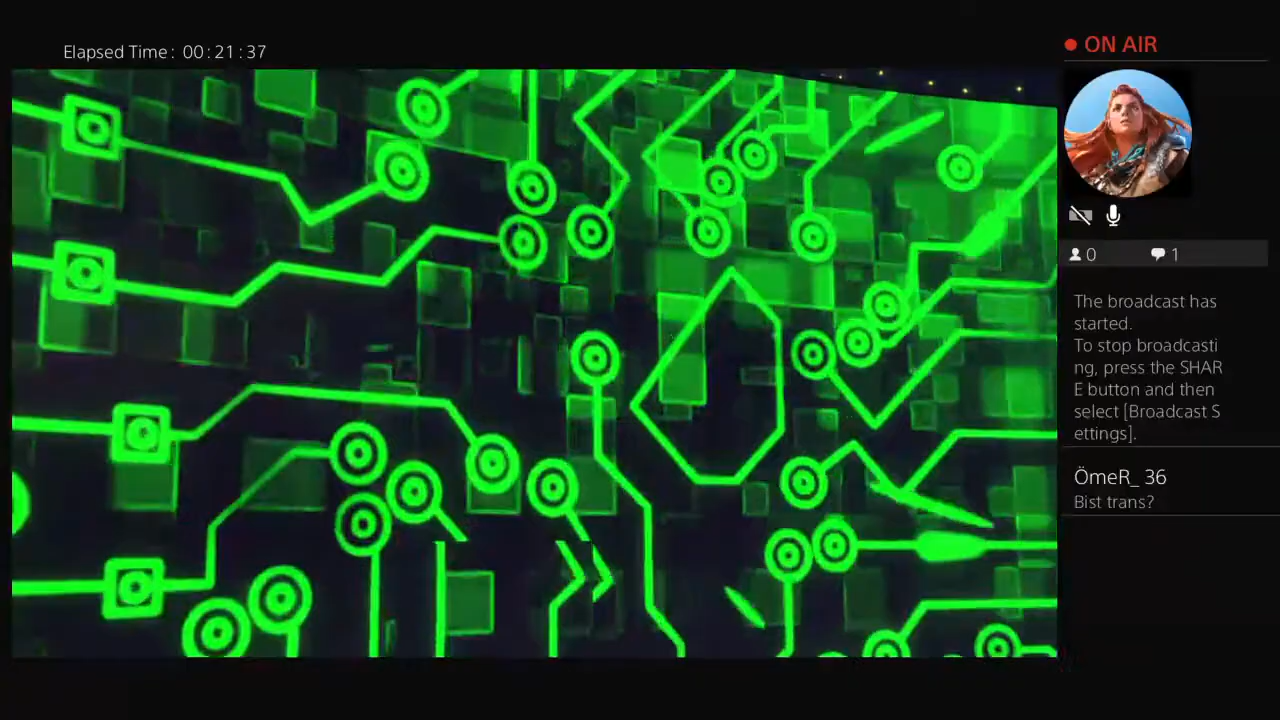 Elapsed Time: 00:21:37
ON AIR
0 1
The broadcast has
started.
To stop broadcasti
ng, press the SHAR
E button and then
select [Broadcast S
ettings].
ÖmeR_ 36
Bist trans?